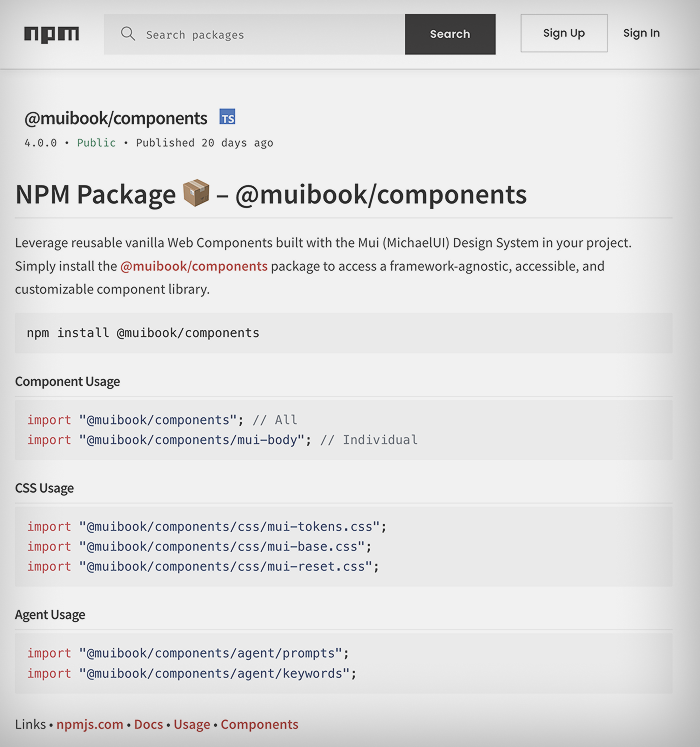 npm
Search packages
Search
Sign Up
Sign In
@muibook/components TS
4.0.0 • Public • Published 20 days ago
NPM Package 📦 – @muibook/components
Leverage reusable vanilla Web Components built with the Mui (MichaelUI) Design System in your project.
Simply install the @muibook/components package to access a framework-agnostic, accessible, and
customizable component library.
npm install @muibook/components
Component Usage
import "@muibook/components"; // All
import "@muibook/components/mui-body"; // Individual
CSS Usage
import "@muibook/components/css/mui-tokens.css";
import "@muibook/components/css/mui-base.css";
import "@muibook/components/css/mui-reset.css";
Agent Usage
import "@muibook/components/agent/prompts";
import "@muibook/components/agent/keywords";
Links • npmjs.com • Docs • Usage • Components